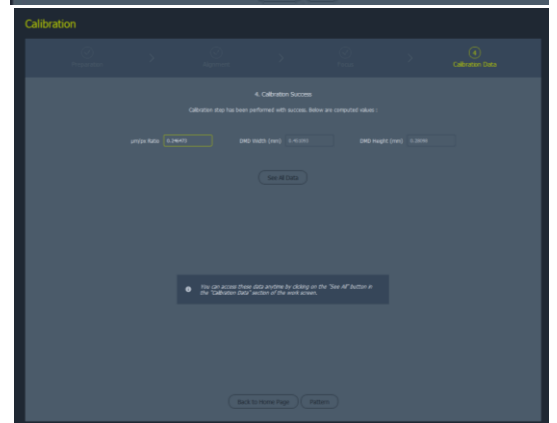 Calibration
Preparation > Alignment > Focus > 4
Calibration Data
4. Calibration Success
Calibration step has been performed with success. Below are computed values :
µm/px Ratio
DMD Width (mm)
DMD Height (mm)
See All Data
You can access these data anytime by clicking on the "See All" button in
the "Calibration Data" section of the work screen.
Back to Home Page
Pattern